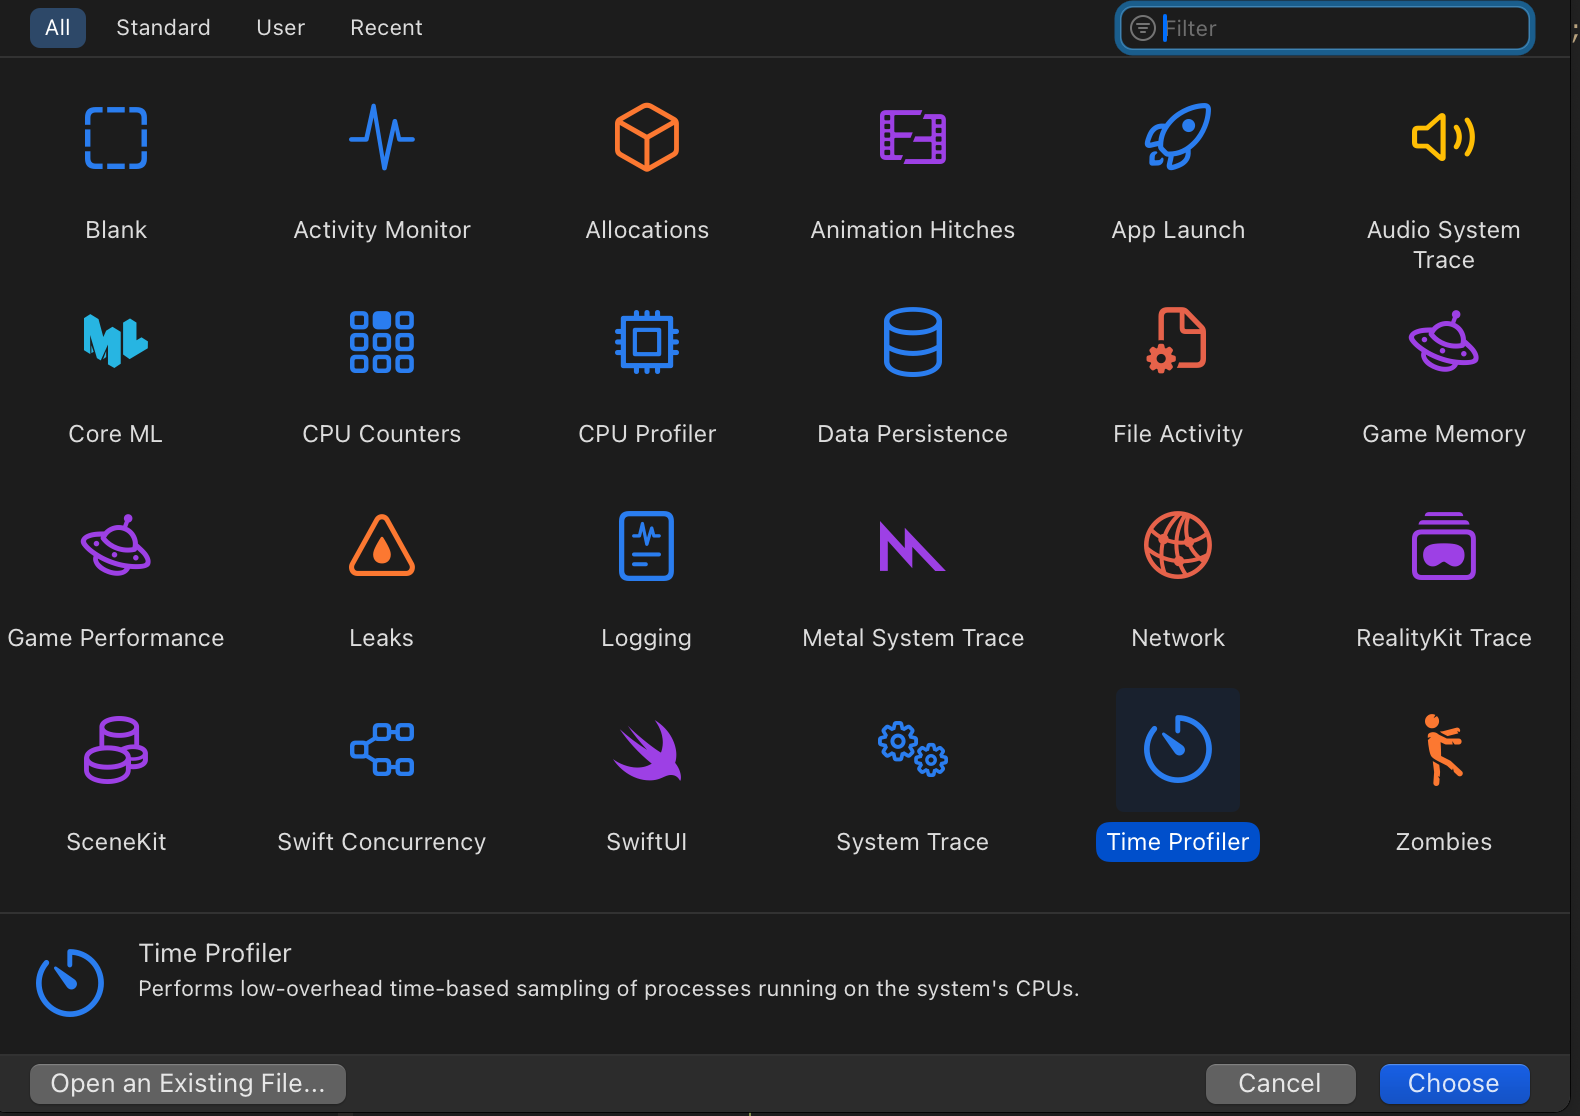 All Standard User Recent Filter
Blank Activity Monitor Allocations Animation Hitches App Launch Audio System
Trace
Core ML CPU Counters CPU Profiler Data Persistence File Activity Game Memory
Game Performance Leaks Logging Metal System Trace Network RealityKit Trace
SceneKit Swift Concurrency SwiftUI System Trace Time Profiler Zombies
Time Profiler
Performs low-overhead time-based sampling of processes running on the system's CPUs.
Open an Existing File... Cancel Choose